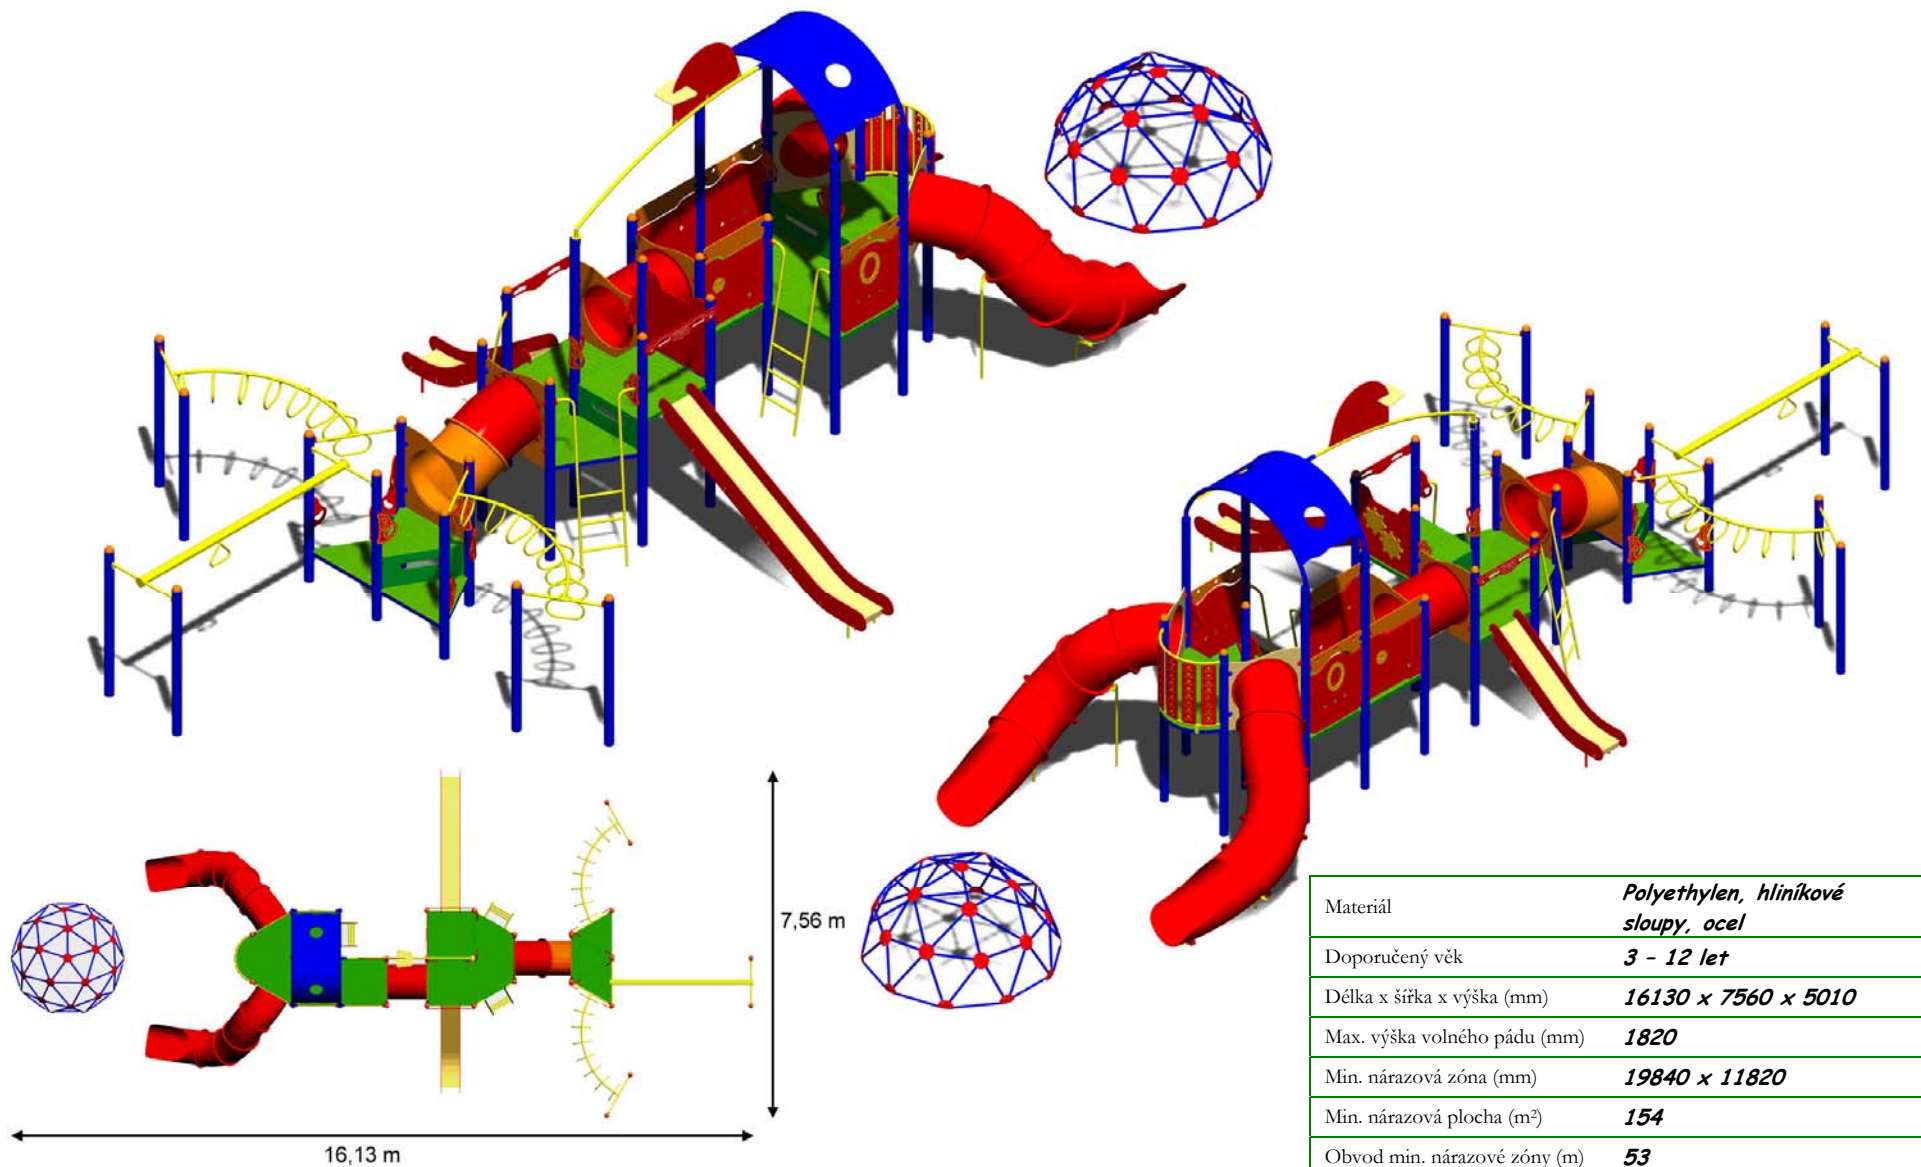 7,56 m
16,13 m
Materiál Polyethylen, hliníkové
sloupy, ocel
Doporučený věk 3 - 12 let
Délka x šířka x výška (mm) 16130 x 7560 x 5010
Max. výška volného pádu (mm) 1820
Min. nárazová zóna (mm) 19840 x 11820
Min. nárazová plocha (m²) 154
Obvod min. nárazové zóny (m) 53